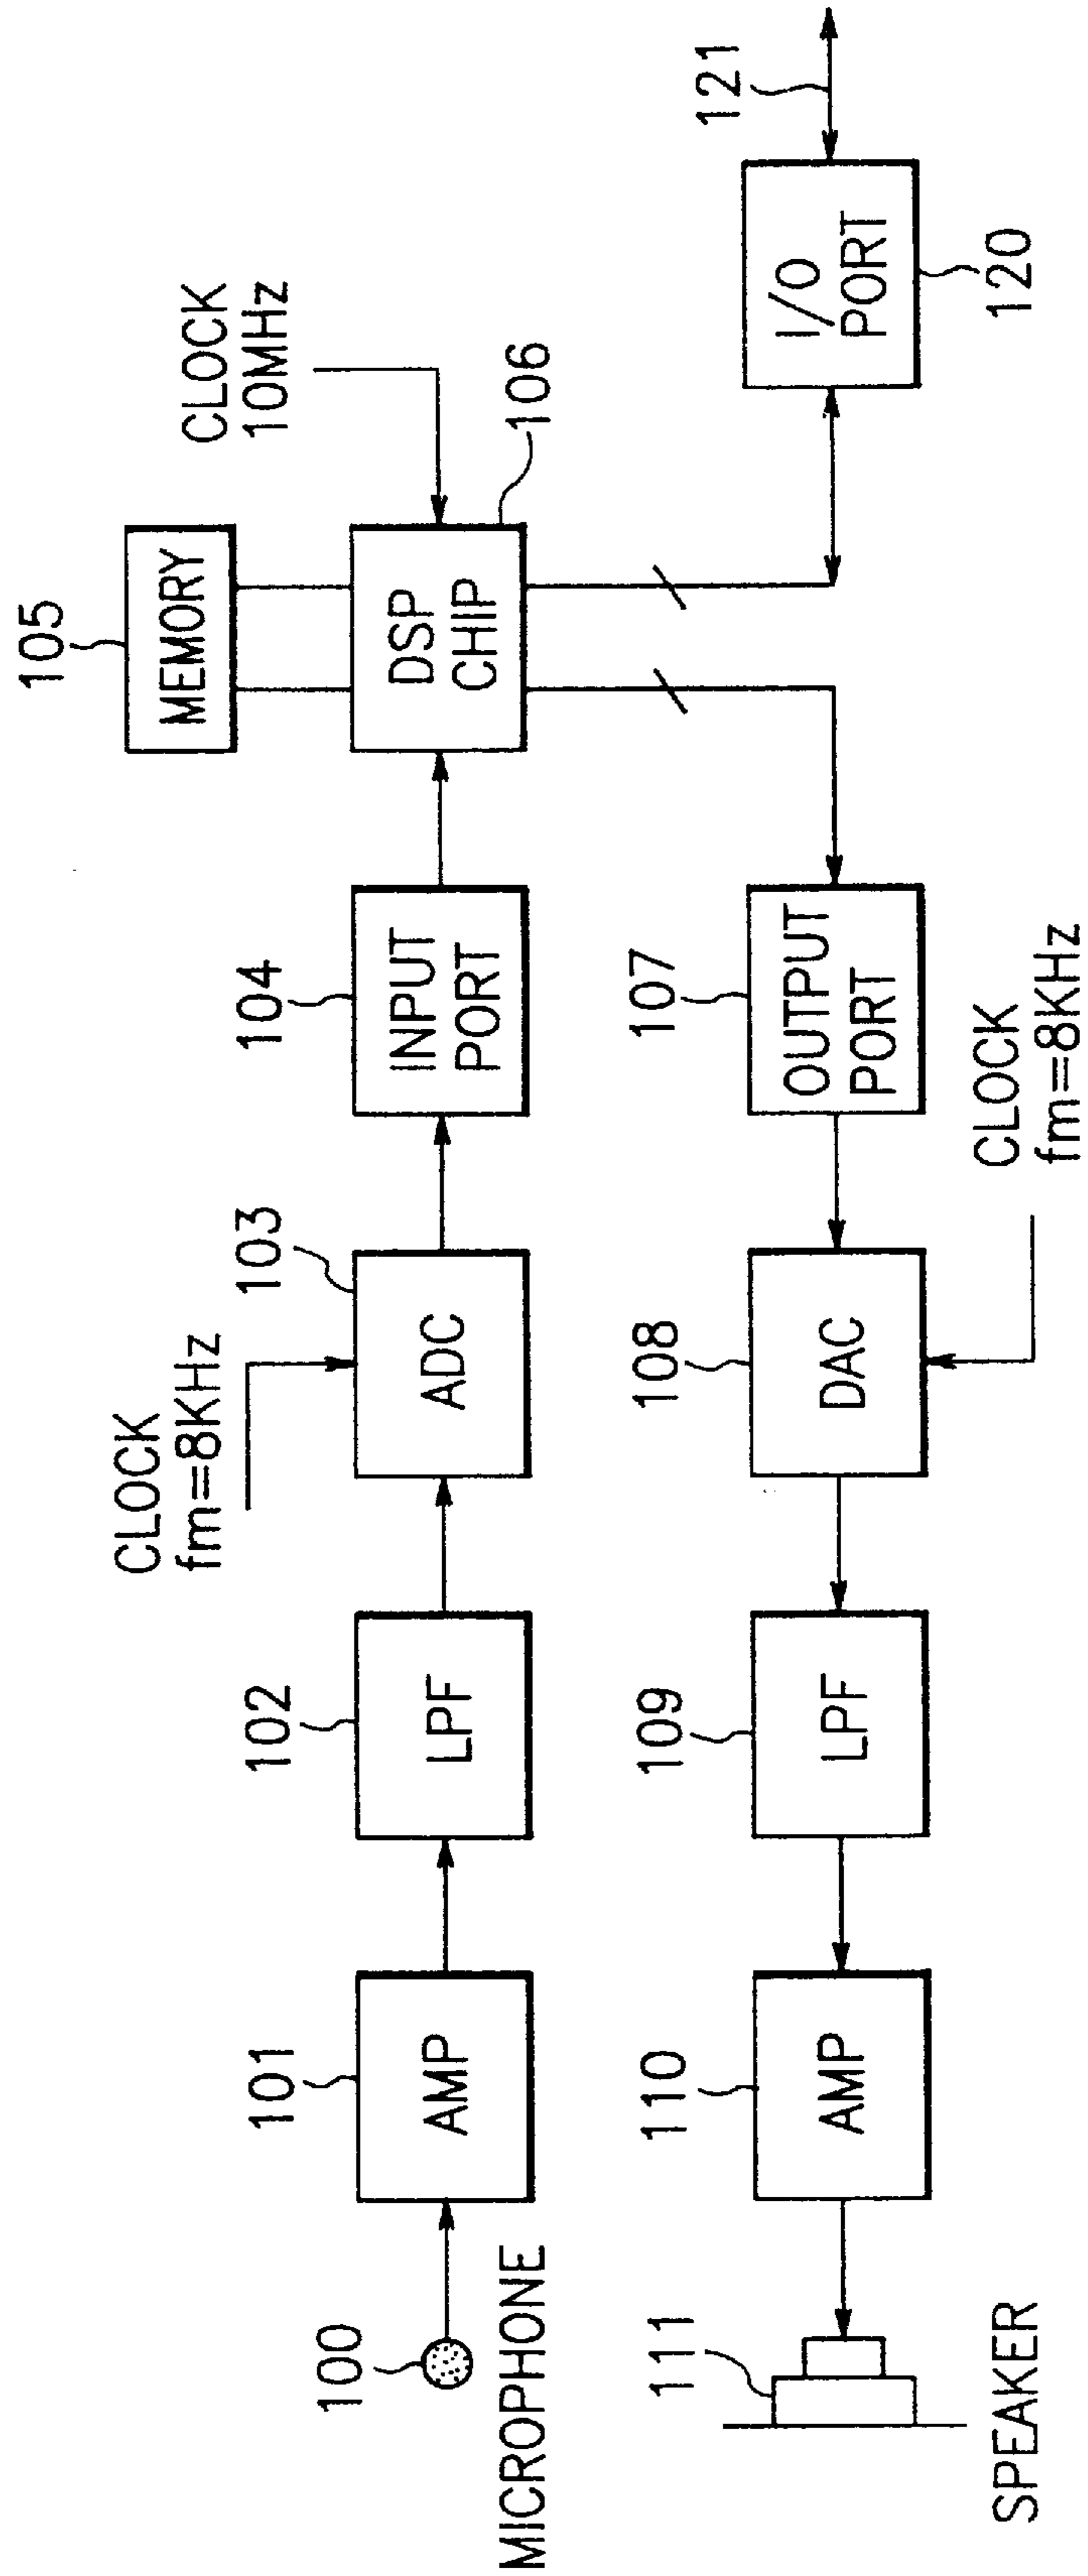 105
MEMORY
CLOCK
10MHz
CLOCK
fm=8KHz
100
MICROPHONE
101
AMP
102
LPF
103
ADC
104
INPUT
PORT
DSP
CHIP
106
111
SPEAKER
110
AMP
109
LPF
108
DAC
CLOCK
fm=8KHz
107
OUTPUT
PORT
I/O
PORT
120
121